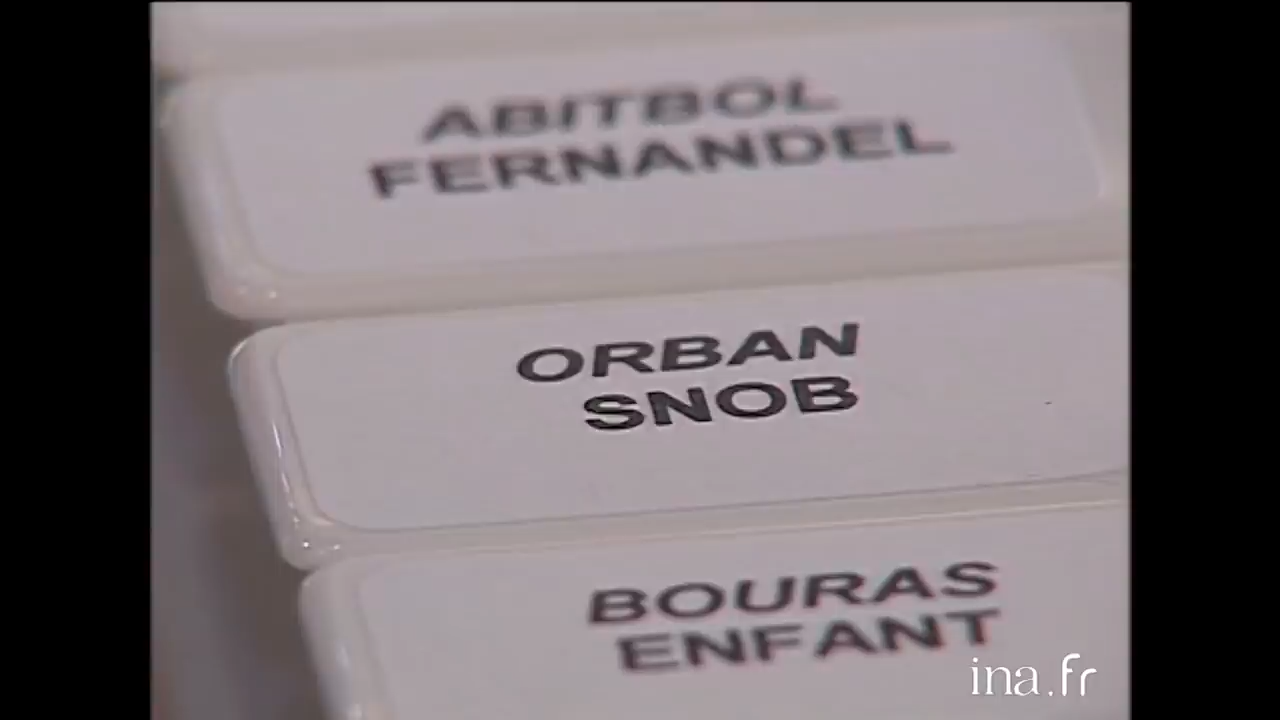 ABITBOL
FERNANDEL
ORBAN
SNOB
BOURAS
ENFANT
ina.fr